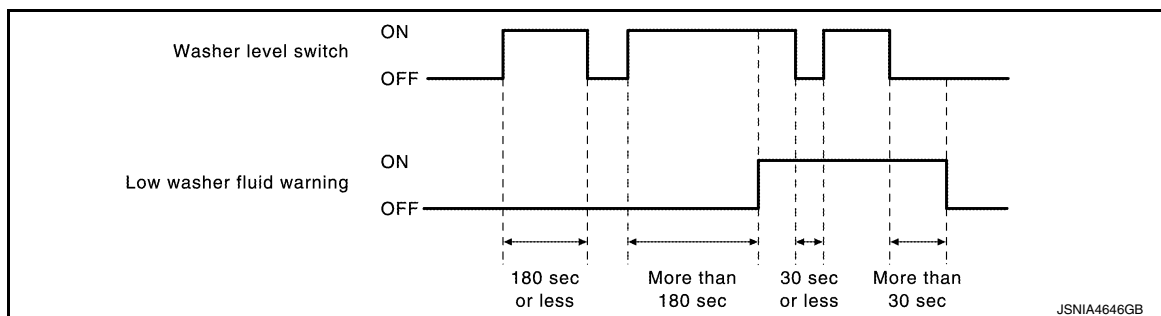 ON
Washer level switch
OFF
ON
Low washer fluid warning
OFF
180 sec
or less
More than
180 sec
30 sec
or less
More than
30 sec
JSNIA4646GB